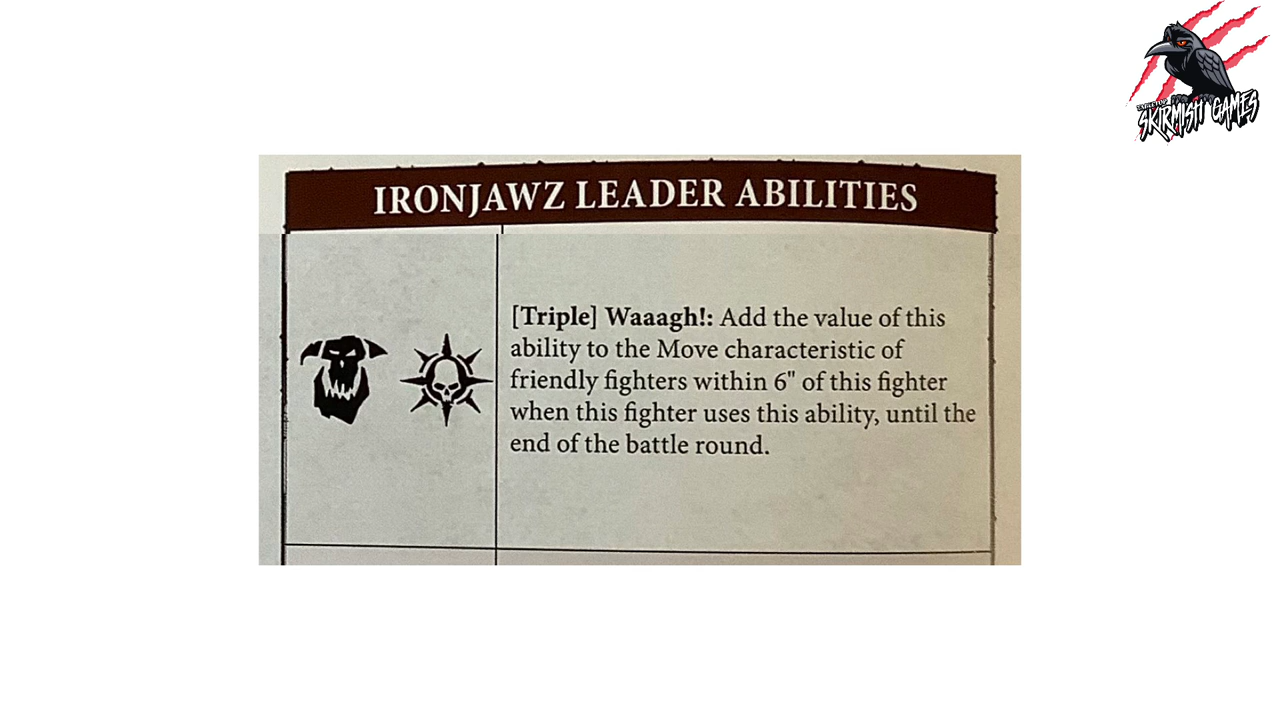 TABLETOP
SKIRMISH GAMES
IRONJAWZ LEADER ABILITIES
[Triple] Waaagh!: Add the value of this
ability to the Move characteristic of
friendly fighters within 6" of this fighter
when this fighter uses this ability, until the
end of the battle round.